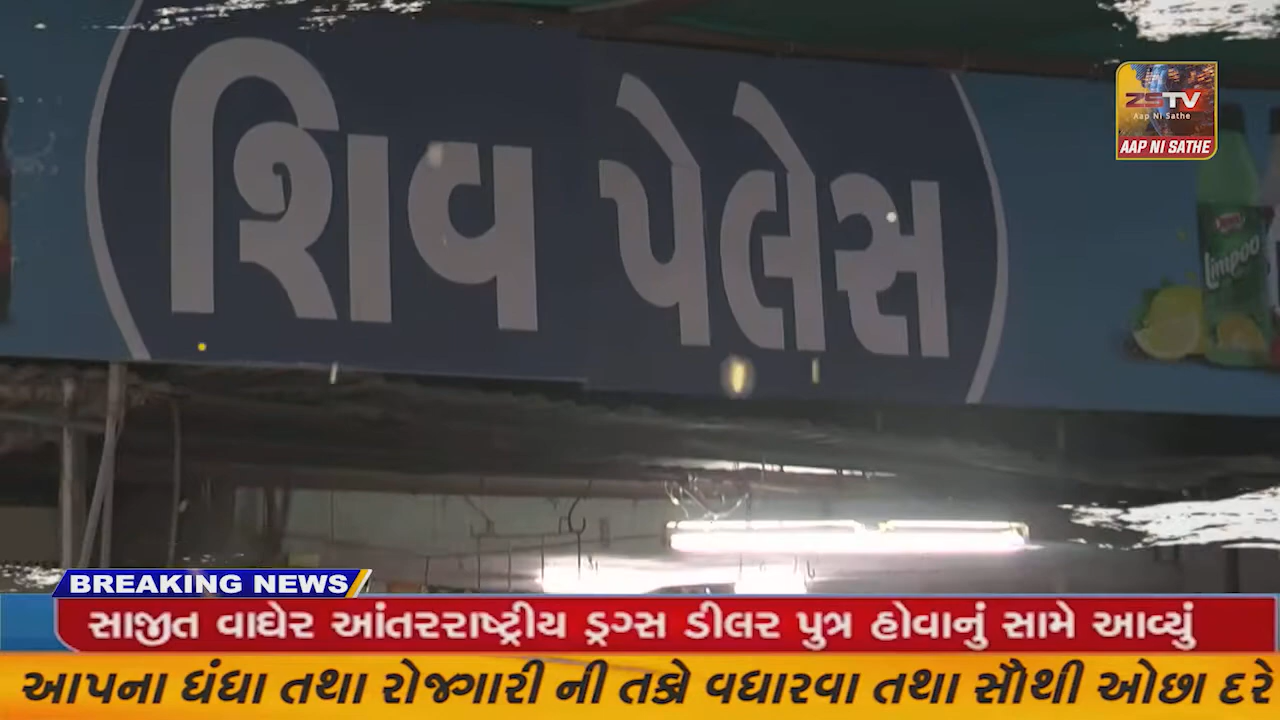 શિવ પેલેસ
ZSTV
Aap Ni Sathe
AAP NI SATHE
Limpoo
BREAKING NEWS
સાજીત વાઘેર આંતરરાષ્ટ્રીય ડ્રગ્સ ડીલર પુત્ર હોવાનું સામે આવ્યું
આપના ધંધા તથા રોજગારી ની તકો વધારવા તથા સૌથી ઓછા દરે